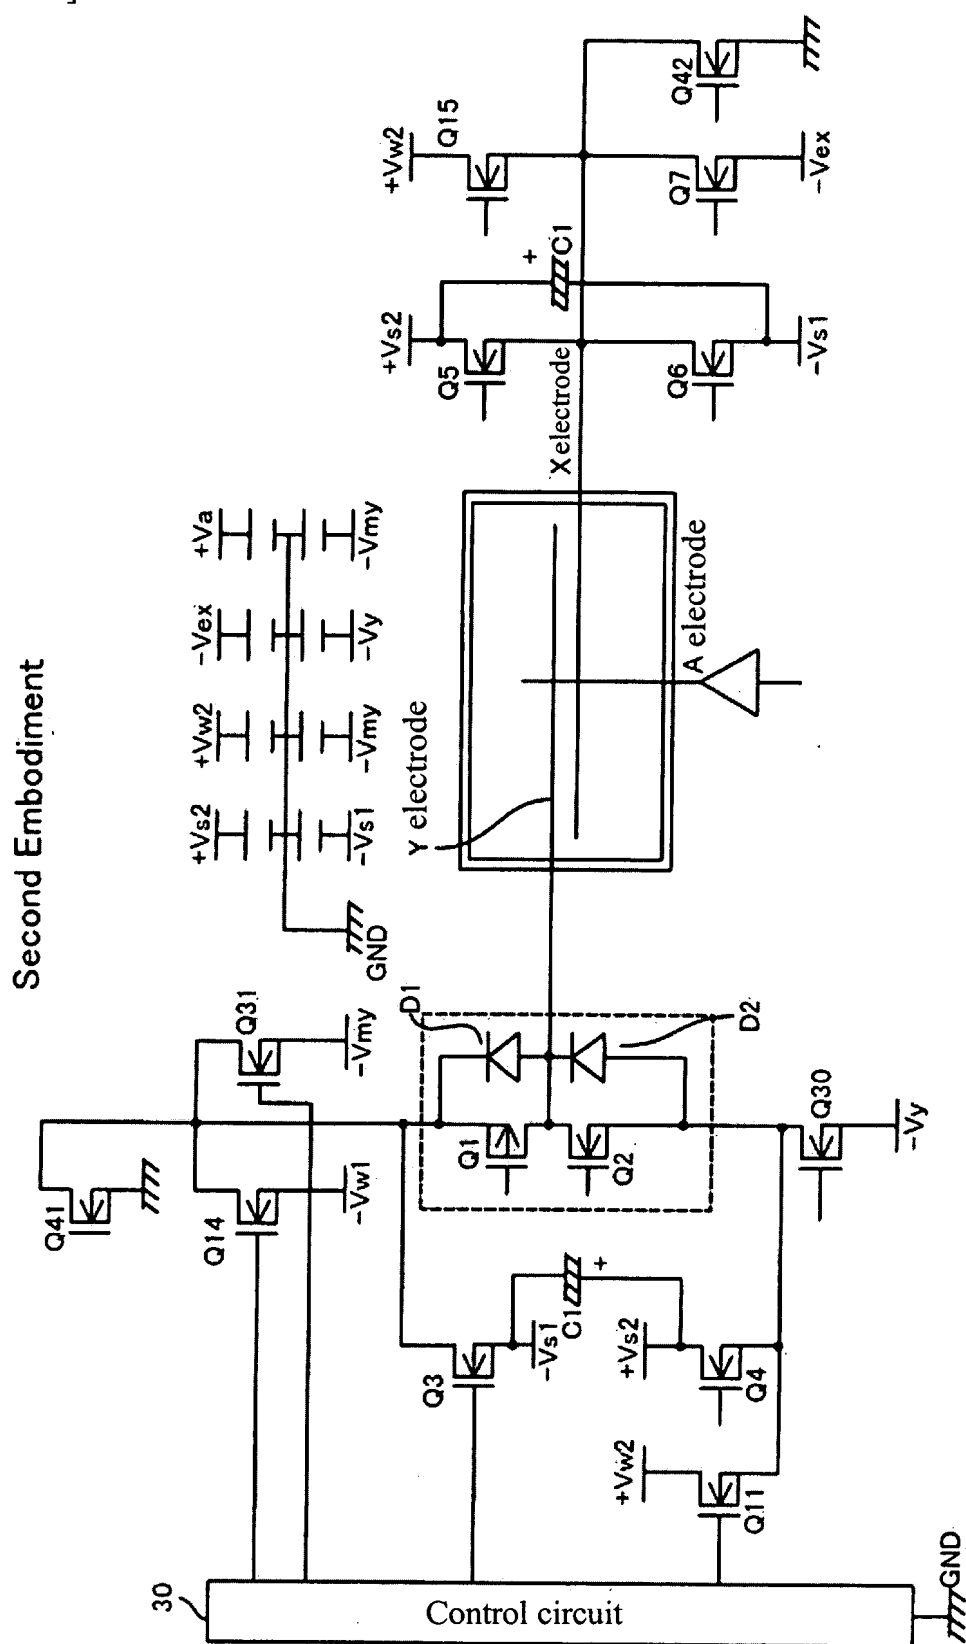 Second Embodiment
+Vs2
+Vw2
-Vex
+Va
-Vs1
-Vmy
-Vy
-Vmy
GND
Q41
Q14
-Vw1
Q31
-Vmy
D1
Q1
Q2
D2
Q30
-Vy
Q3
-Vs1
C1
+
+Vs2
Q4
+Vw2
Q11
30
Control circuit
GND
Y electrode
A electrode
X electrode
+Vs2
Q5
+
C1
Q6
-Vs1
+Vw2
Q15
Q7
-Vex
Q42